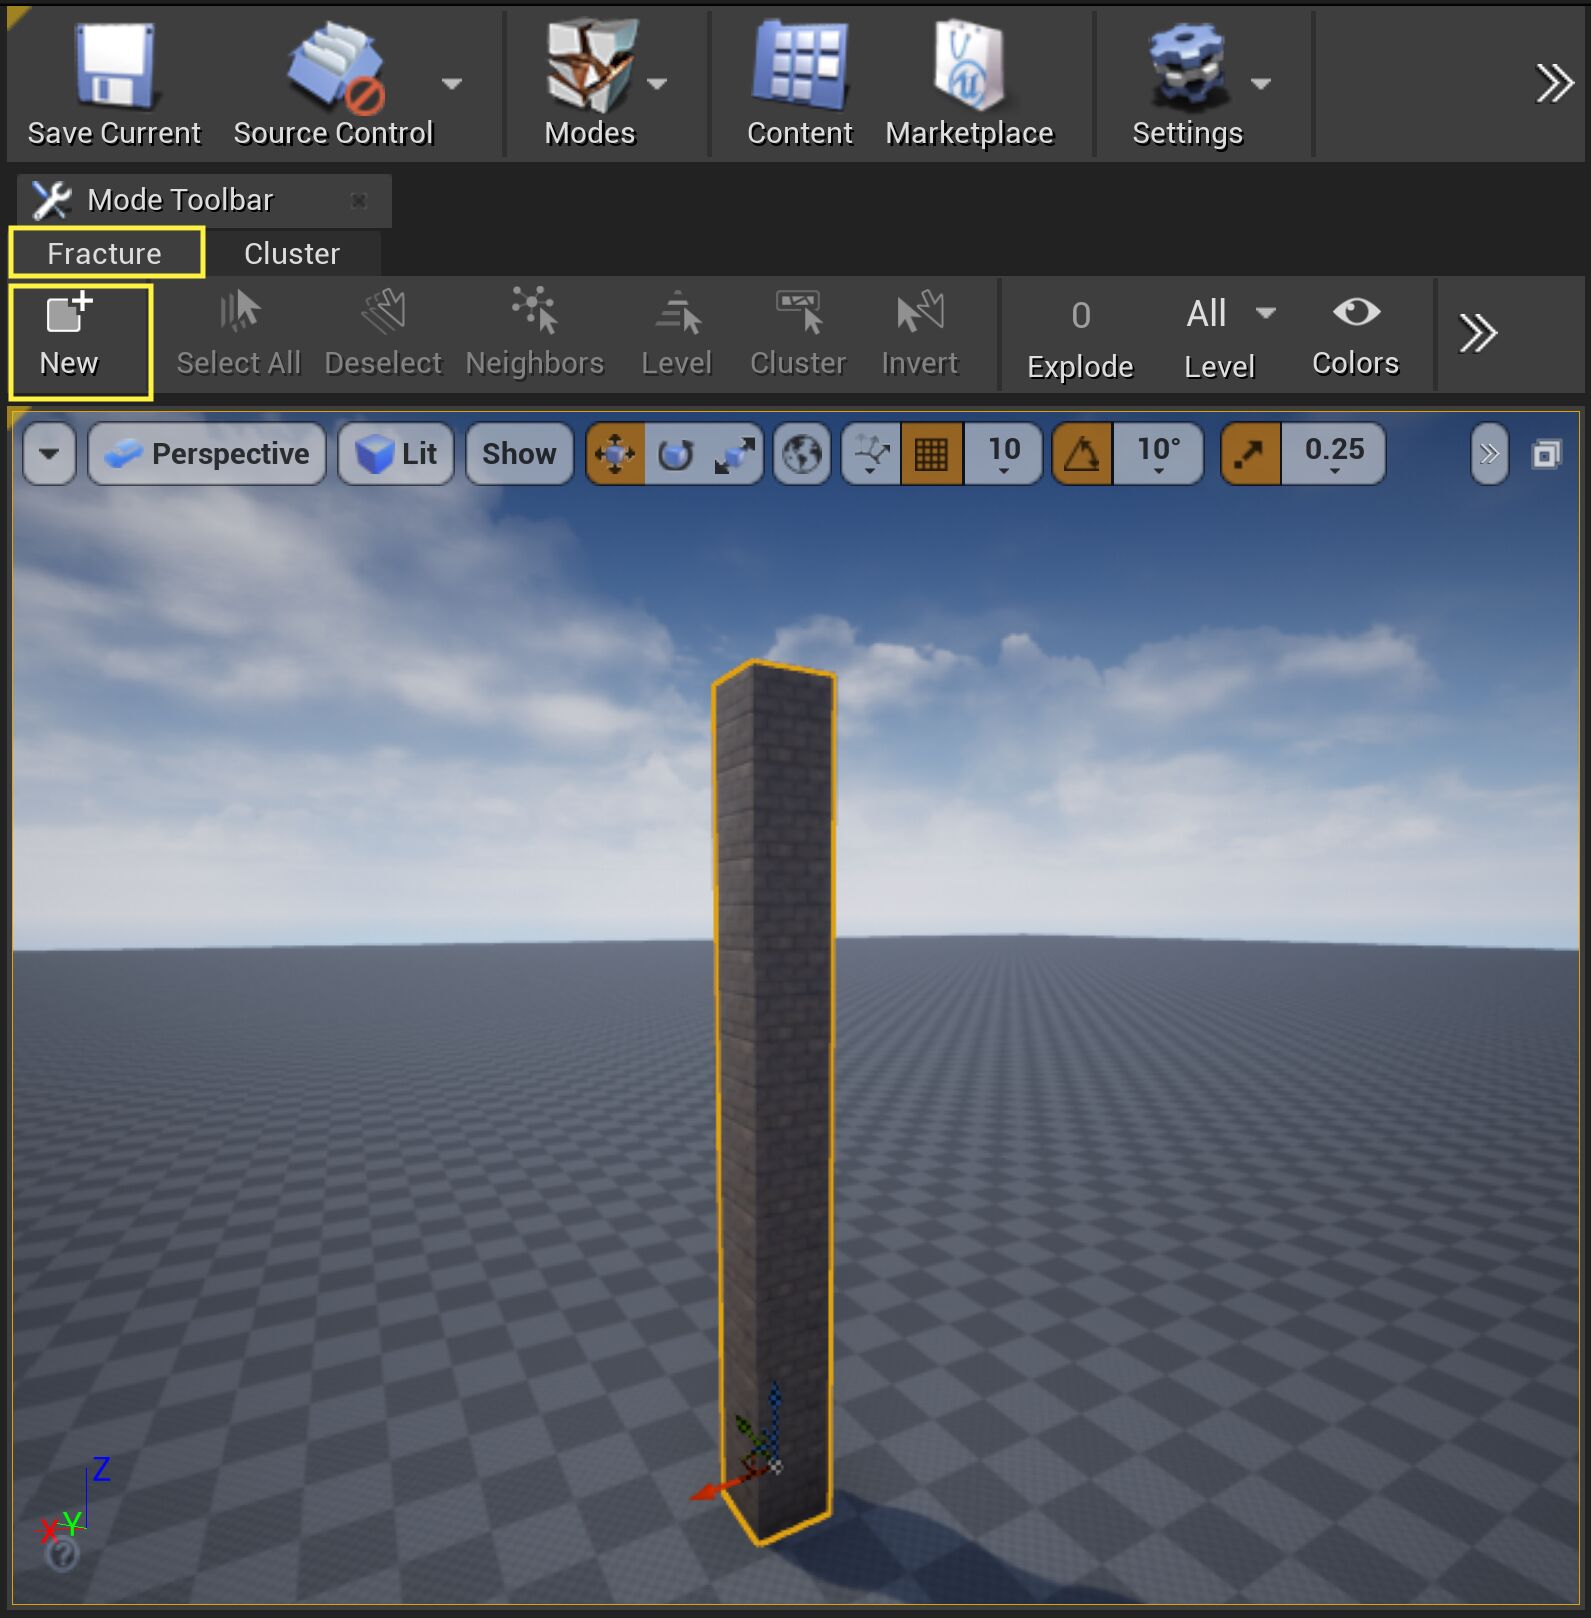 Save Current
Source Control
Modes
Content
Marketplace
Settings
Mode Toolbar
Fracture
Cluster
New
Select All
Deselect
Neighbors
Level
Cluster
Invert
0
Explode
All
Level
Colors
Perspective
Lit
Show
10
10°
0.25
Z
X
Y
?